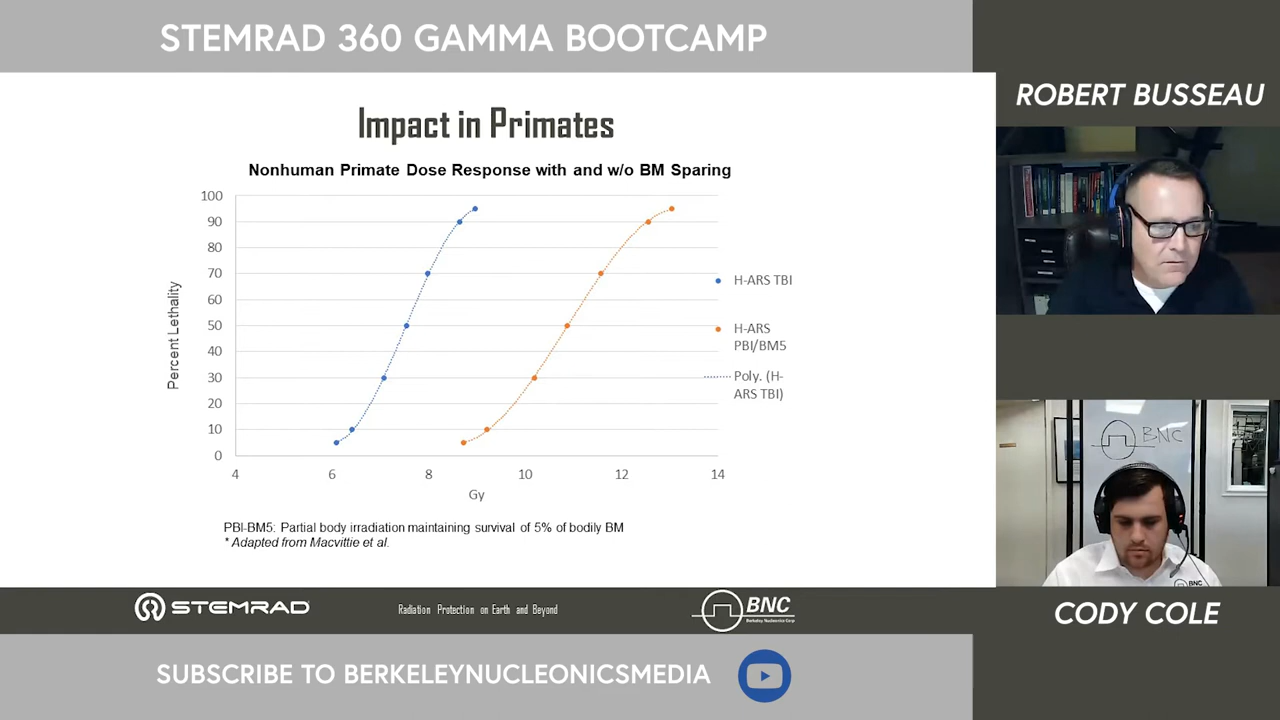 STEMRAD 360 GAMMA BOOTCAMP
ROBERT BUSSEAU
Impact in Primates
Nonhuman Primate Dose Response with and w/o BM Sparing
100
90
80
70
60
50
40
30
20
10
0
Percent Lethality
4
6
8
10
12
14
Gy
H-ARS TBI
H-ARS
PBI/BM5
Poly. (H-
ARS TBI)
PBI-BM5: Partial body irradiation maintaining survival of 5% of bodily BM
* Adapted from Macvittie et al.
BNC
BNC
STEMRAD
Radiation Protection on Earth and Beyond
BNC
Berkeley Nucleonics Corp
CODY COLE
SUBSCRIBE TO BERKELEYNUCLEONICSMEDIA